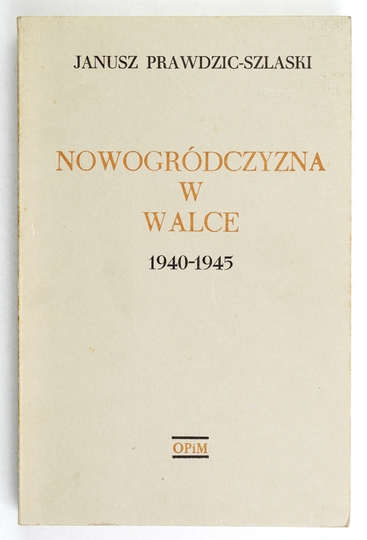 JANUSZ PRAWDZIC-SZLASKI
NOWOGRÓDCZYZNA
W
WALCE
1940-1945
OPiM